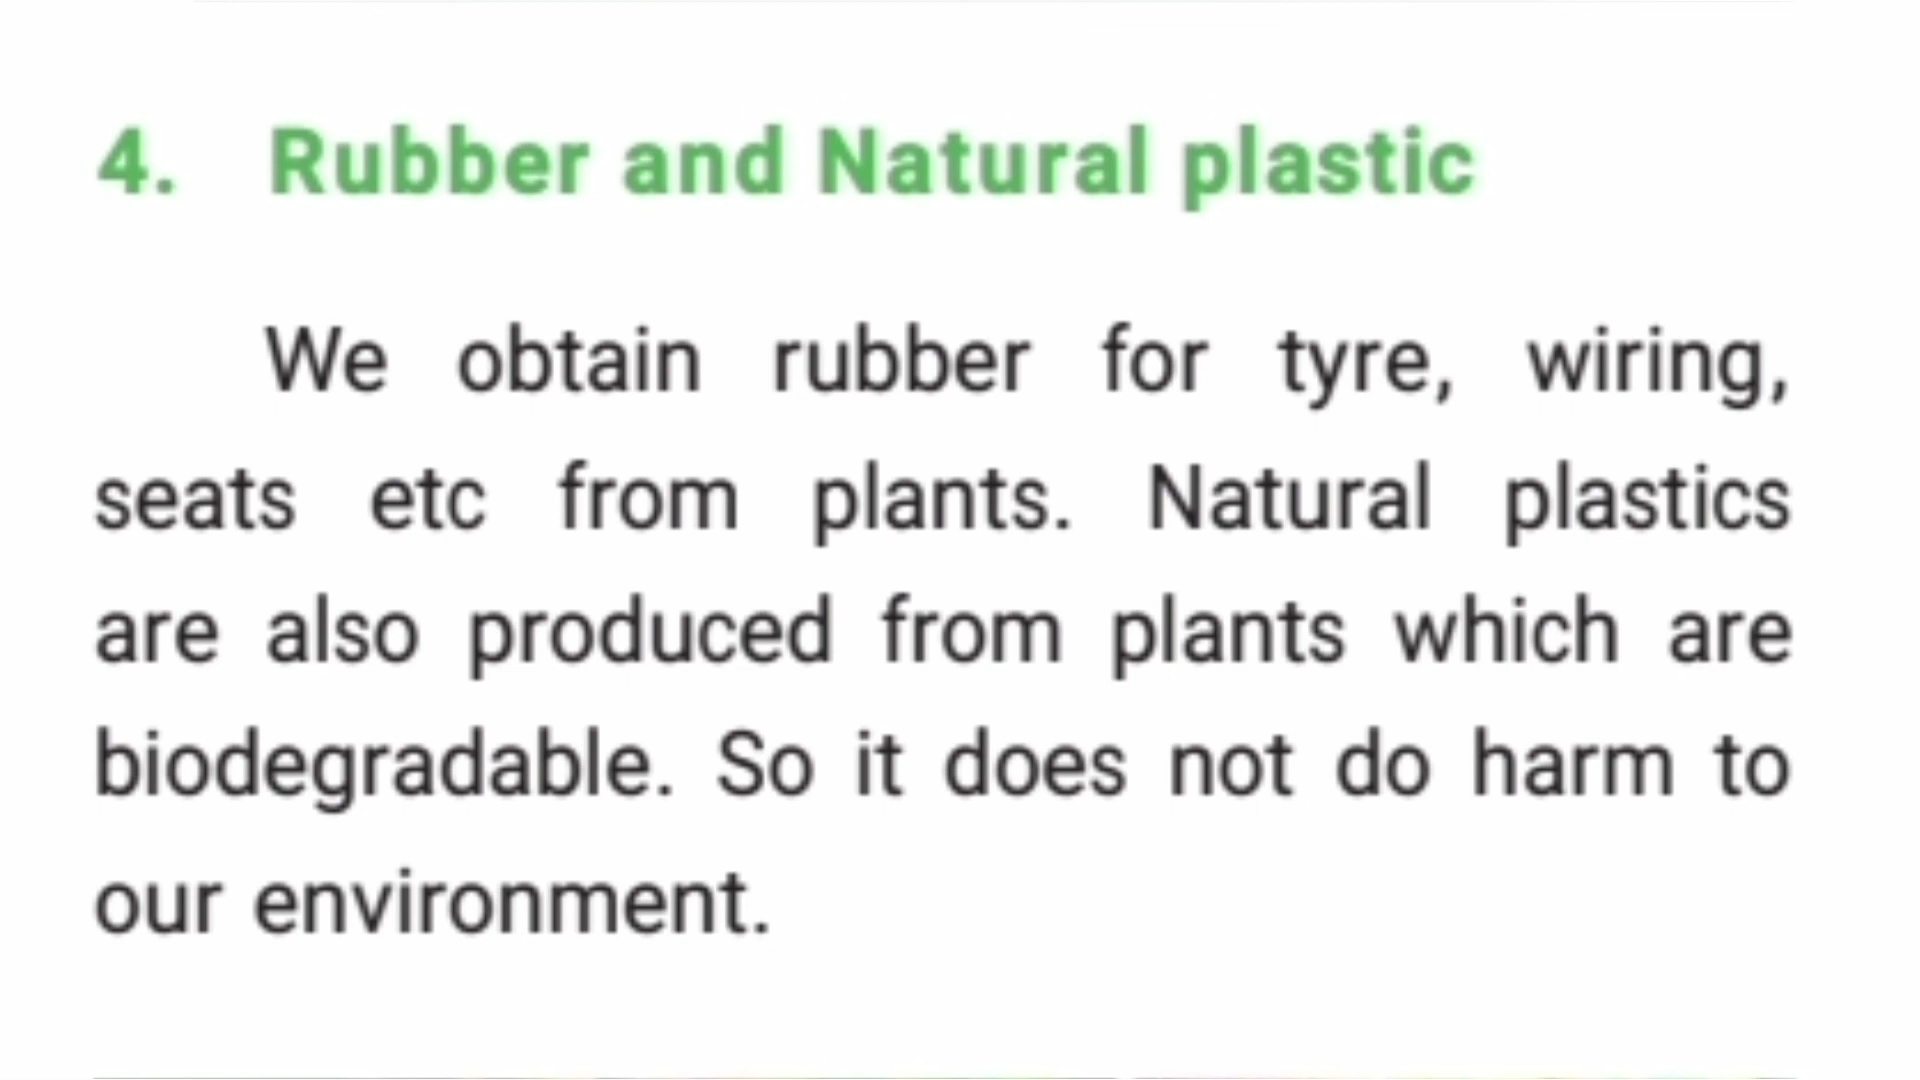 4. Rubber and Natural plastic
We obtain rubber for tyre, wiring,
seats etc from plants. Natural plastics
are also produced from plants which are
biodegradable. So it does not do harm to
our environment.